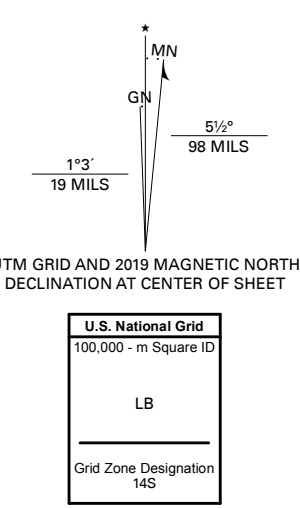 ★
MN
GN
5½°
98 MILS
1°3´
19 MILS
UTM GRID AND 2019 MAGNETIC NORTH
DECLINATION AT CENTER OF SHEET
U.S. National Grid
100,000 - m Square ID
LB
Grid Zone Designation
14S